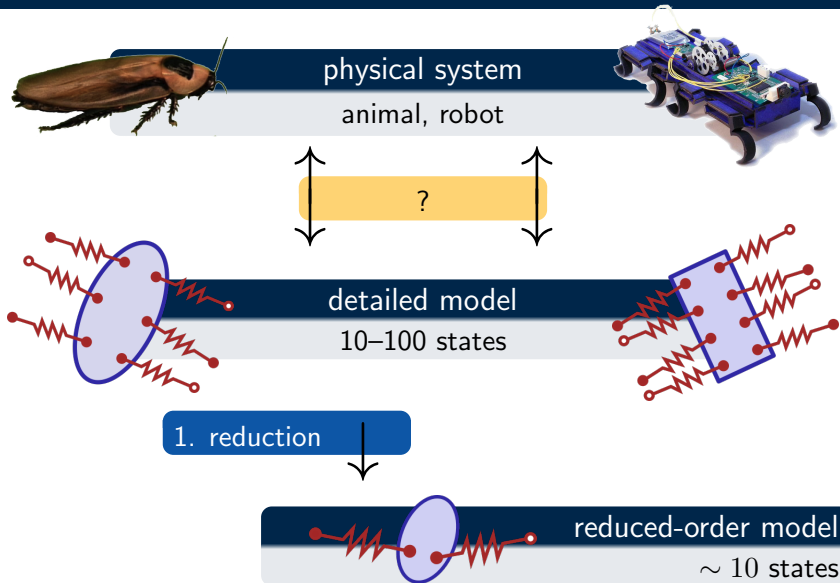 physical system
animal, robot
?
detailed model
10–100 states
1. reduction
reduced-order model
∼ 10 states